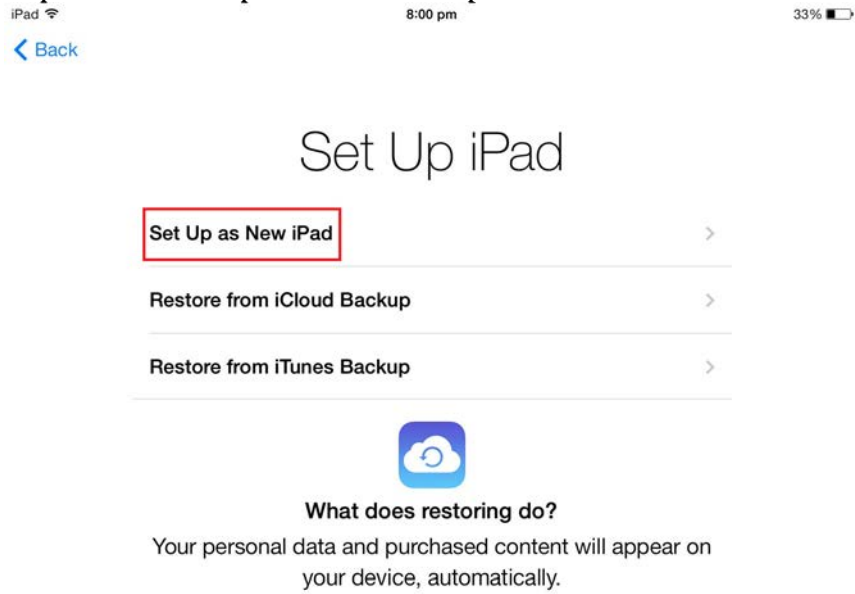 iPad 8:00 pm 33%
Back
Set Up iPad
Set Up as New iPad
Restore from iCloud Backup
Restore from iTunes Backup
What does restoring do?
Your personal data and purchased content will appear on
your device, automatically.